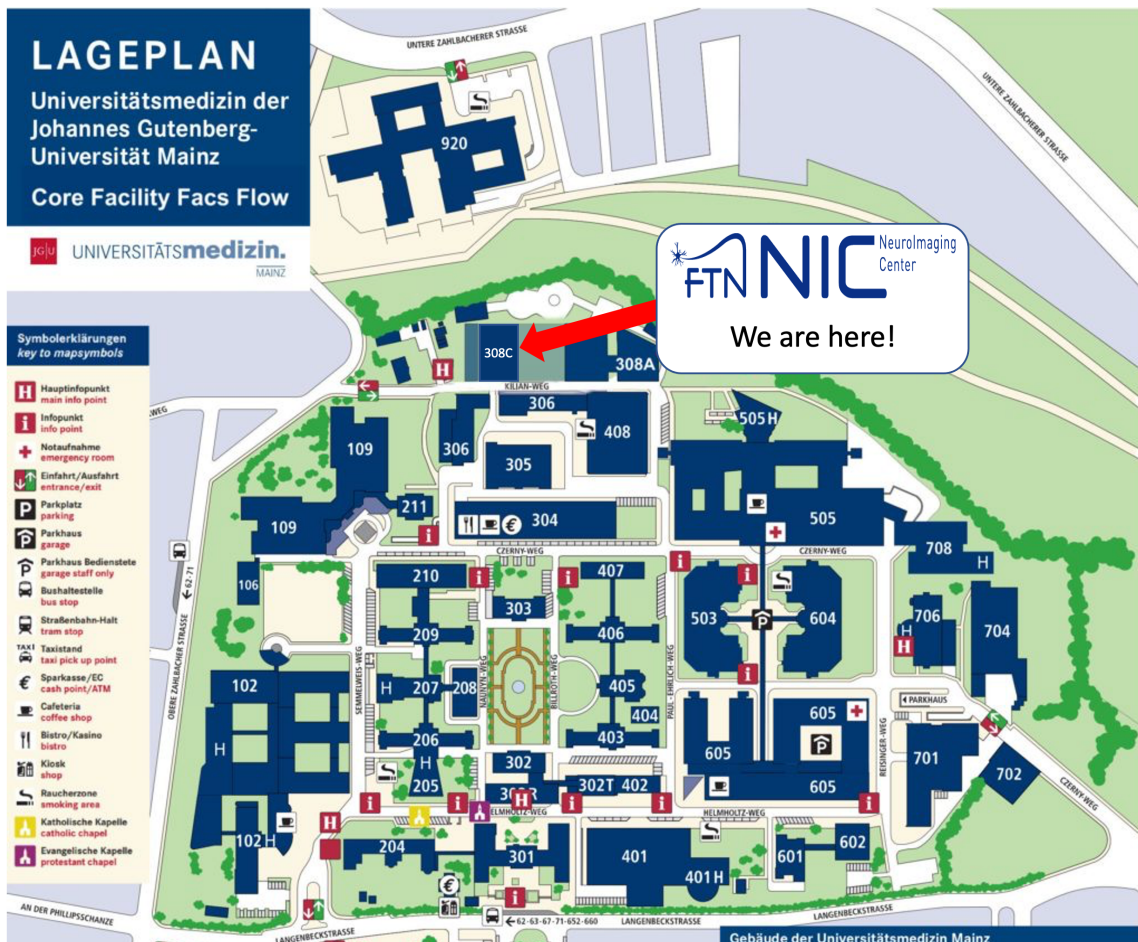 LAGEPLAN
Universitätsmedizin der
Johannes Gutenberg-
Universität Mainz
Core Facility Facs Flow
JG|U UNIVERSITÄTSmedizin.
MAINZ
UNTERE ZAHLBACHERER STRASSE
UNTERE ZAHLBACHERER STRASSE
920
FTN NIC NeuroImaging
Center
We are here!
Symbolerklärungen
key to mapsymbols
H Hauptinfopunkt
main info point
i Infopunkt
info point
Notaufnahme
emergency room
Einfahrt/Ausfahrt
entrance/exit
P Parkplatz
parking
P Parkhaus
garage
P Parkhaus Bedienstete
garage staff only
Bushaltestelle
bus stop
Straßenbahn-Halt
tram stop
TAXI Taxistand
taxi pick up point
€ Sparkasse/EC
cash point/ATM
Cafeteria
coffee shop
Bistro/Kasino
bistro
Kiosk
shop
Raucherzone
smoking area
Katholische Kapelle
catholic chapel
Evangelische Kapelle
protestant chapel
308C
308A
H
KILIAN-WEG
WEG
306
408
505H
109
306
305
211
304
€
505
109
i
CZERNY-WEG
CZERNY-WEG
708
H
62-71
106
210
i
303
i
407
i
i
503
P
604
706
H
H
704
209
406
OBERE ZAHLBACHER STRASSE
SEMMELWEIS-WEG
NAUNYN-WEG
BILLROTH-WEG
PAUL EHRLICH-WEG
REISINGER-WEG
102
H
207
208
405
404
i
PARKHAUS
H
206
403
605
605
P
701
702
H
205
302
302T 402
605
CZERNY-WEG
i
i
H
i
i
i
HELMHOLTZ-WEG
H
102 H
204
301
401
401H
601
602
€
i
AN DER PHILLIPSSCHANZE
LANGENBECKSTRASSE
62-63-67-71-652-660
LANGENBECKSTRASSE
LANGENBECKSTRASSE
Gebäude der Universitätsmedizin Mainz